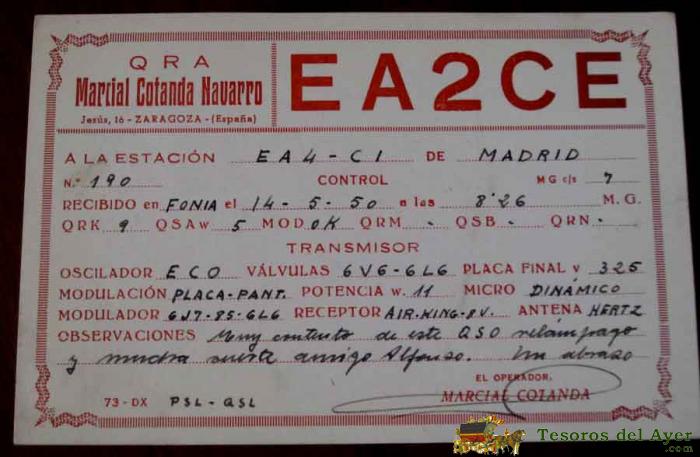 QRA
Marcial Cotanda Navarro
Jesús, 16 - ZARAGOZA - (España)
EA2CE
A LA ESTACIÓN EA4-CI DE MADRID
N.º 190 CONTROL MG c/s 7
RECIBIDO en FONIA el 14-5-50 a las 8'26 M.G.
QRK 9 QSAw 5 MOD OK QRM - QSB - QRN -
TRANSMISOR
OSCILADOR ECO VÁLVULAS 6V6-6L6 PLACA FINAL v 325
MODULACIÓN PLACA-PANT. POTENCIA w. 11 MICRO DINÁMICO
MODULADOR 6J7-85-6L6 RECEPTOR AIR-KING-8V. ANTENA HERTZ
OBSERVACIONES Muy contento de este QSO relámpago
y mucha suerte amigo Alfonso. Un abrazo
EL OPERADOR,
MARCIAL COTANDA
73-DX PSL-QSL
Tesoros del Ayer
.com